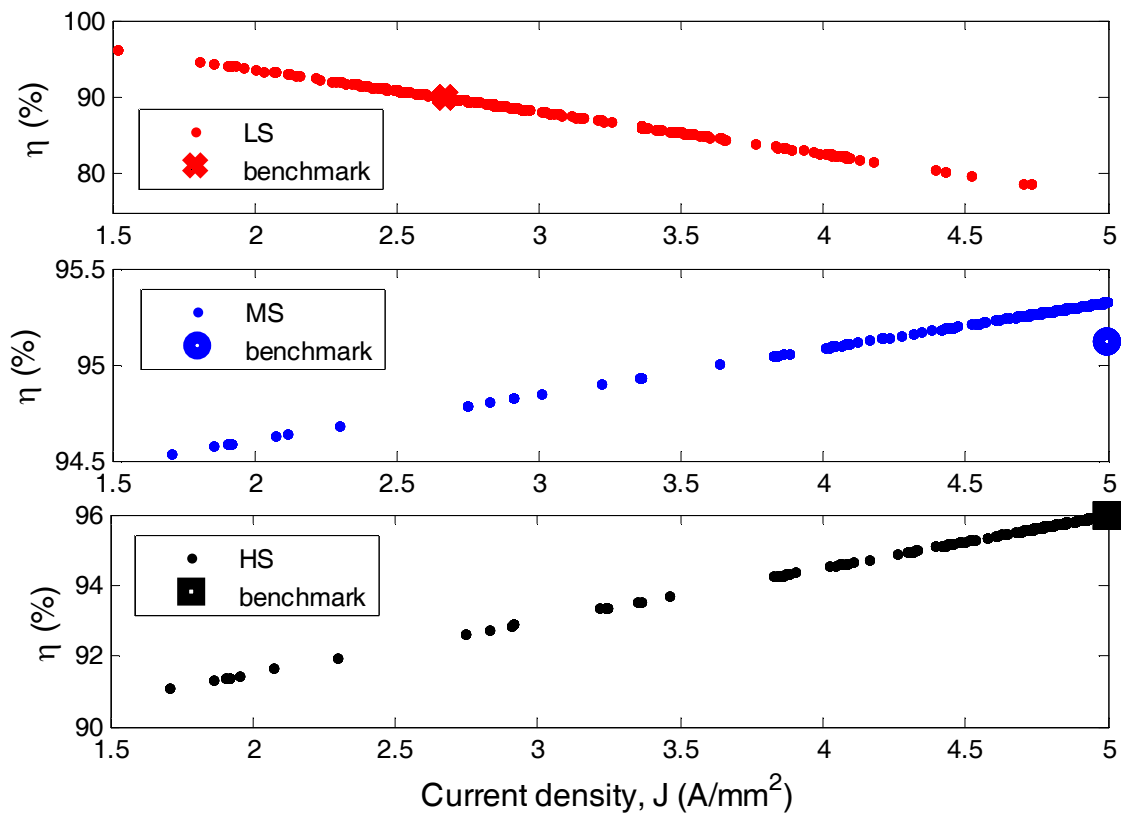 100
90
80
η (%)
LS
benchmark
1.5 2 2.5 3 3.5 4 4.5 5
95.5
95
94.5
η (%)
MS
benchmark
1.5 2 2.5 3 3.5 4 4.5 5
96
94
92
90
η (%)
HS
benchmark
1.5 2 2.5 3 3.5 4 4.5 5
Current density, J (A/mm²)